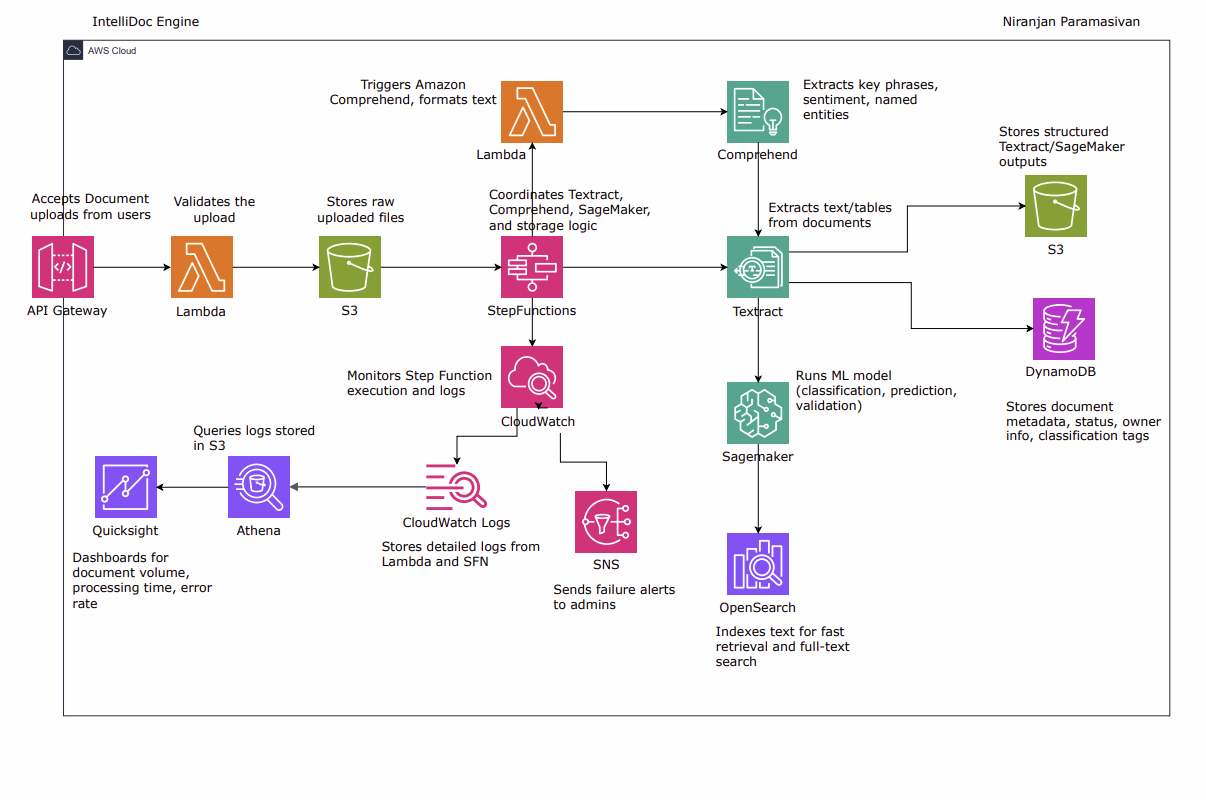 IntelliDoc Engine
Niranjan Paramasivan
AWS Cloud
Triggers Amazon
Comprehend, formats text
Lambda
Extracts key phrases,
sentiment, named
entities
Comprehend
Stores structured
Textract/SageMaker
outputs
S3
Accepts Document
uploads from users
API Gateway
Validates the
upload
Lambda
Stores raw
uploaded files
S3
Coordinates Textract,
Comprehend, SageMaker,
and storage logic
StepFunctions
Extracts text/tables
from documents
Textract
DynamoDB
Stores document
metadata, status, owner
info, classification tags
Monitors Step Function
execution and logs
CloudWatch
Runs ML model
(classification, prediction,
validation)
Sagemaker
Queries logs stored
in S3
Quicksight
Dashboards for
document volume,
processing time, error
rate
Athena
CloudWatch Logs
Stores detailed logs from
Lambda and SFN
SNS
Sends failure alerts
to admins
OpenSearch
Indexes text for fast
retrieval and full-text
search